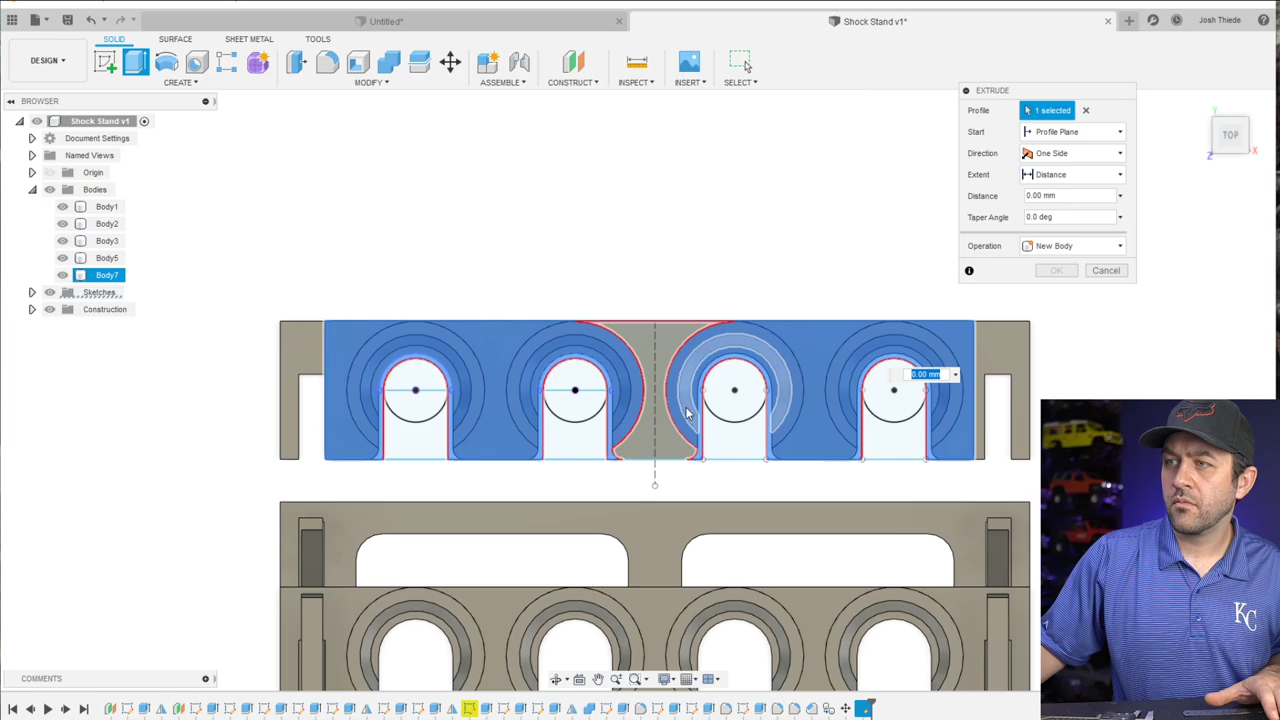 Untitled*
Shock Stand v1*
Josh Thiede
SOLID SURFACE SHEET METAL TOOLS
DESIGN
CREATE MODIFY ASSEMBLE CONSTRUCT INSPECT INSERT SELECT
BROWSER
Shock Stand v1
Document Settings
Named Views
Origin
Bodies
Body1
Body2
Body3
Body5
Body7
Sketches
Construction
EXTRUDE
Profile 1 selected
Start Profile Plane
Direction One Side
Extent Distance
Distance 0.00 mm
Taper Angle 0.0 deg
Operation New Body
OK Cancel
Y
TOP
Z X
0.00 mm
KC
COMMENTS